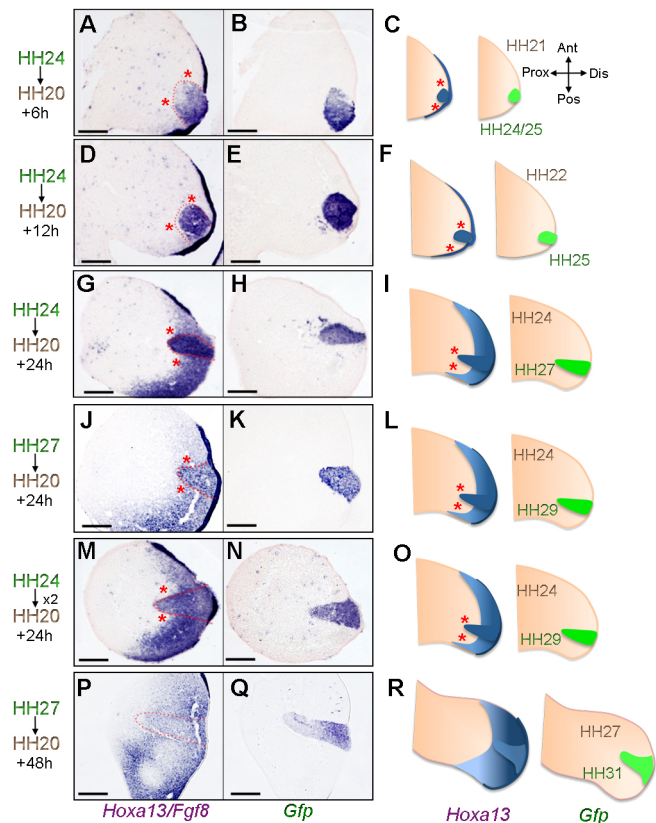 A B C
HH24
HH20
+6h
* *
* *
HH21
Ant
Prox Dis
Pos
HH24/25
D E F
HH24
HH20
+12h
* *
* *
HH22
HH25
G H I
HH24
HH20
+24h
* *
* *
HH24
HH27
J K L
HH27
HH20
+24h
* *
* *
HH24
HH29
M N O
HH24
x2
HH20
+24h
* *
* *
HH24
HH29
P Q R
HH27
HH20
+48h
HH27
HH31
Hoxa13/Fgf8 Gfp Hoxa13 Gfp